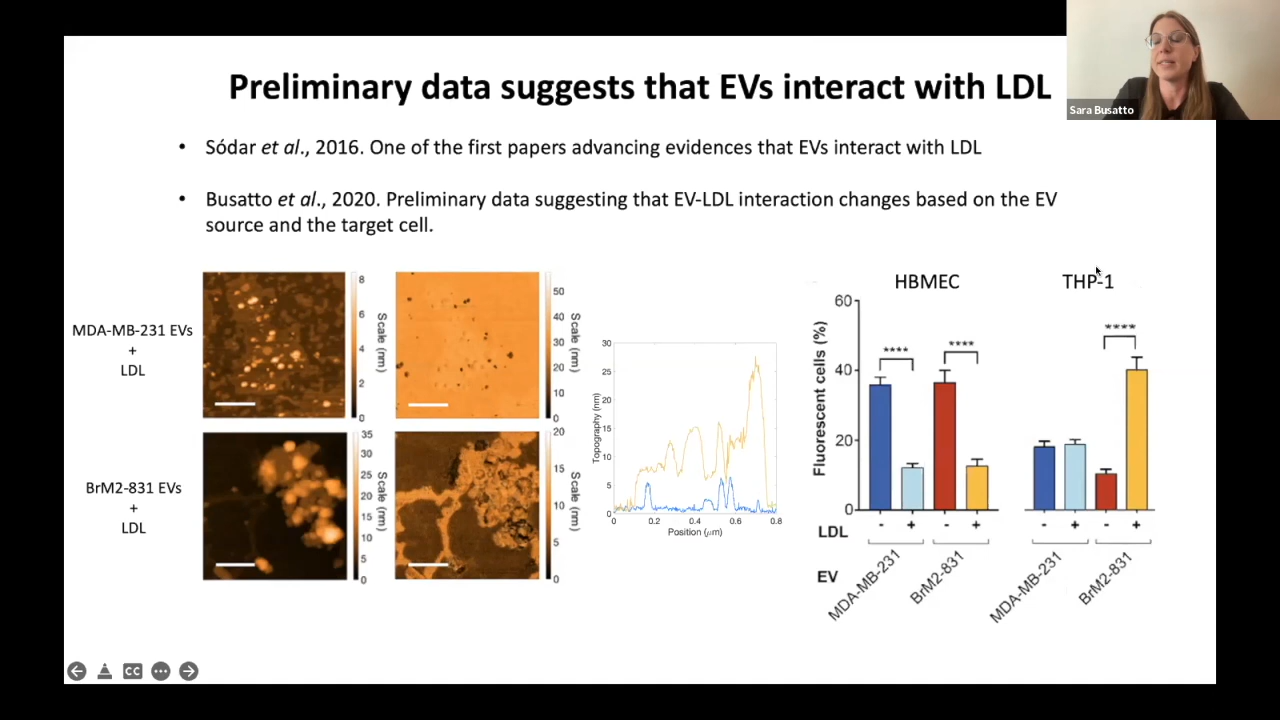 Preliminary data suggests that EVs interact with LDL
Sara Busatto
• Sódar et al., 2016. One of the first papers advancing evidences that EVs interact with LDL
• Busatto et al., 2020. Preliminary data suggesting that EV-LDL interaction changes based on the EV
source and the target cell.
MDA-MB-231 EVs
+
LDL
8
6
4
2
0
Scale (nm)
50
40
30
20
10
0
Scale (nm)
BrM2-831 EVs
+
LDL
35
30
25
20
15
10
5
0
Scale (nm)
20
15
10
5
0
Scale (nm)
Topography (nm)
30
25
20
15
10
5
0
0 0.2 0.4 0.6 0.8
Position (μm)
HBMEC THP-1
Fluorescent cells (%)
60
40
20
0
**** **** ****
LDL - + - + - + - +
EV MDA-MB-231 BrM2-831 MDA-MB-231 BrM2-831
CC